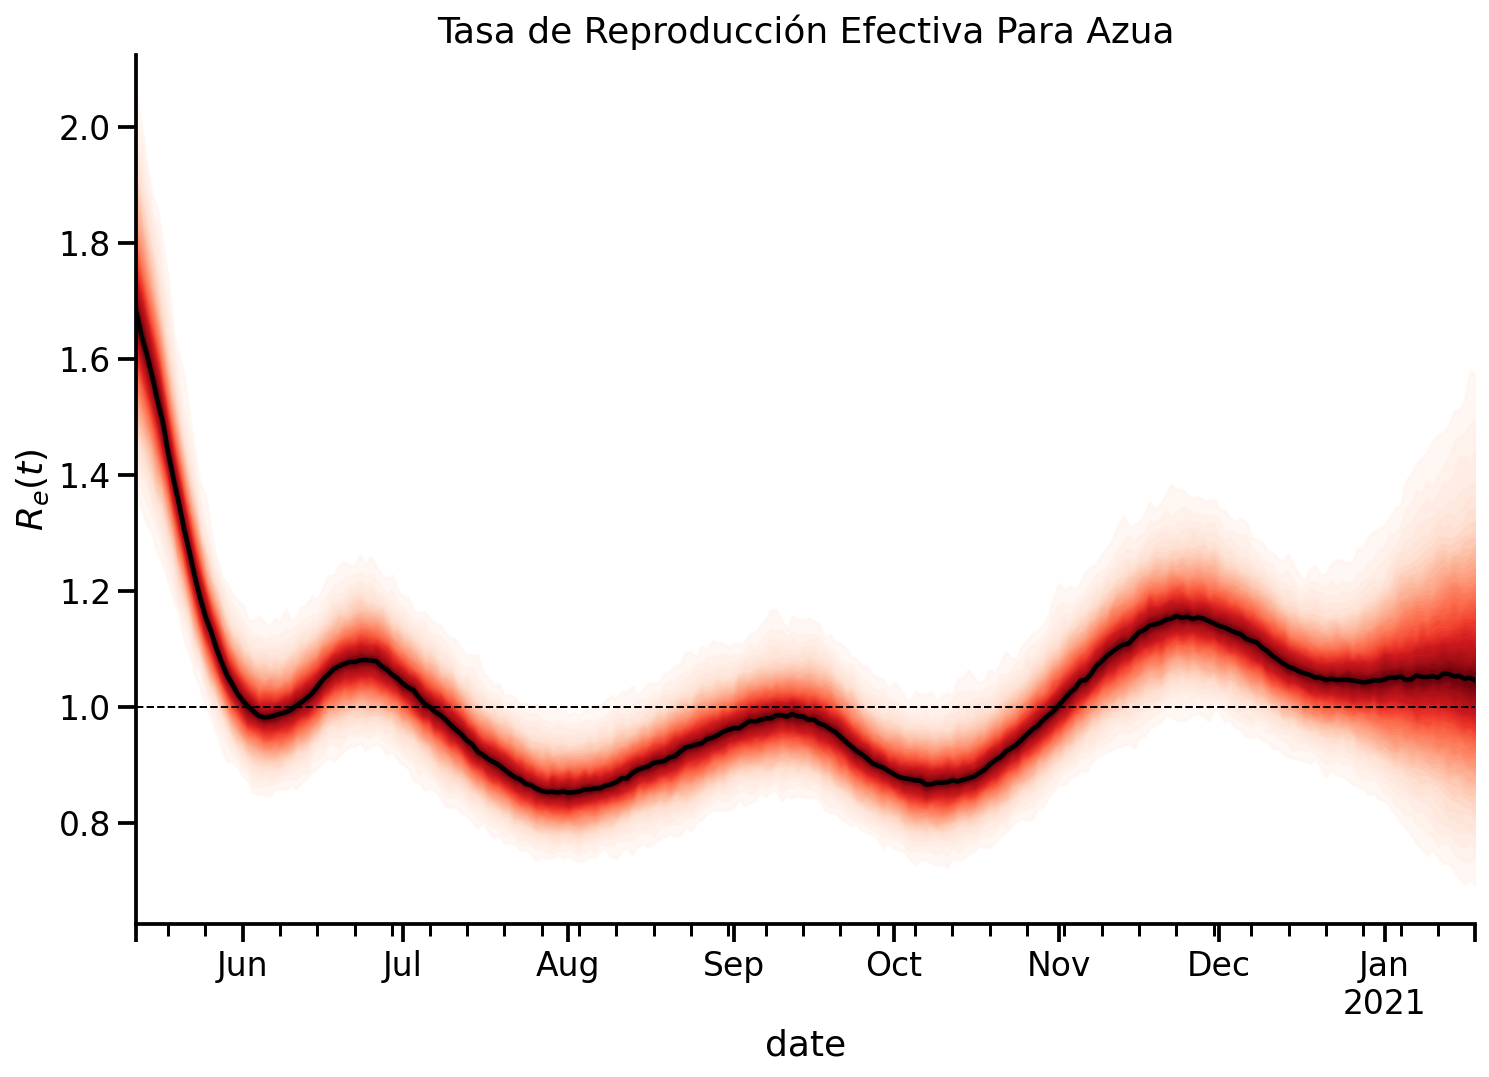 Tasa de Reproducción Efectiva Para Azua
2.0
1.8
1.6
1.4
1.2
1.0
0.8
Re(t)
Jun Jul Aug Sep Oct Nov Dec Jan
2021
date